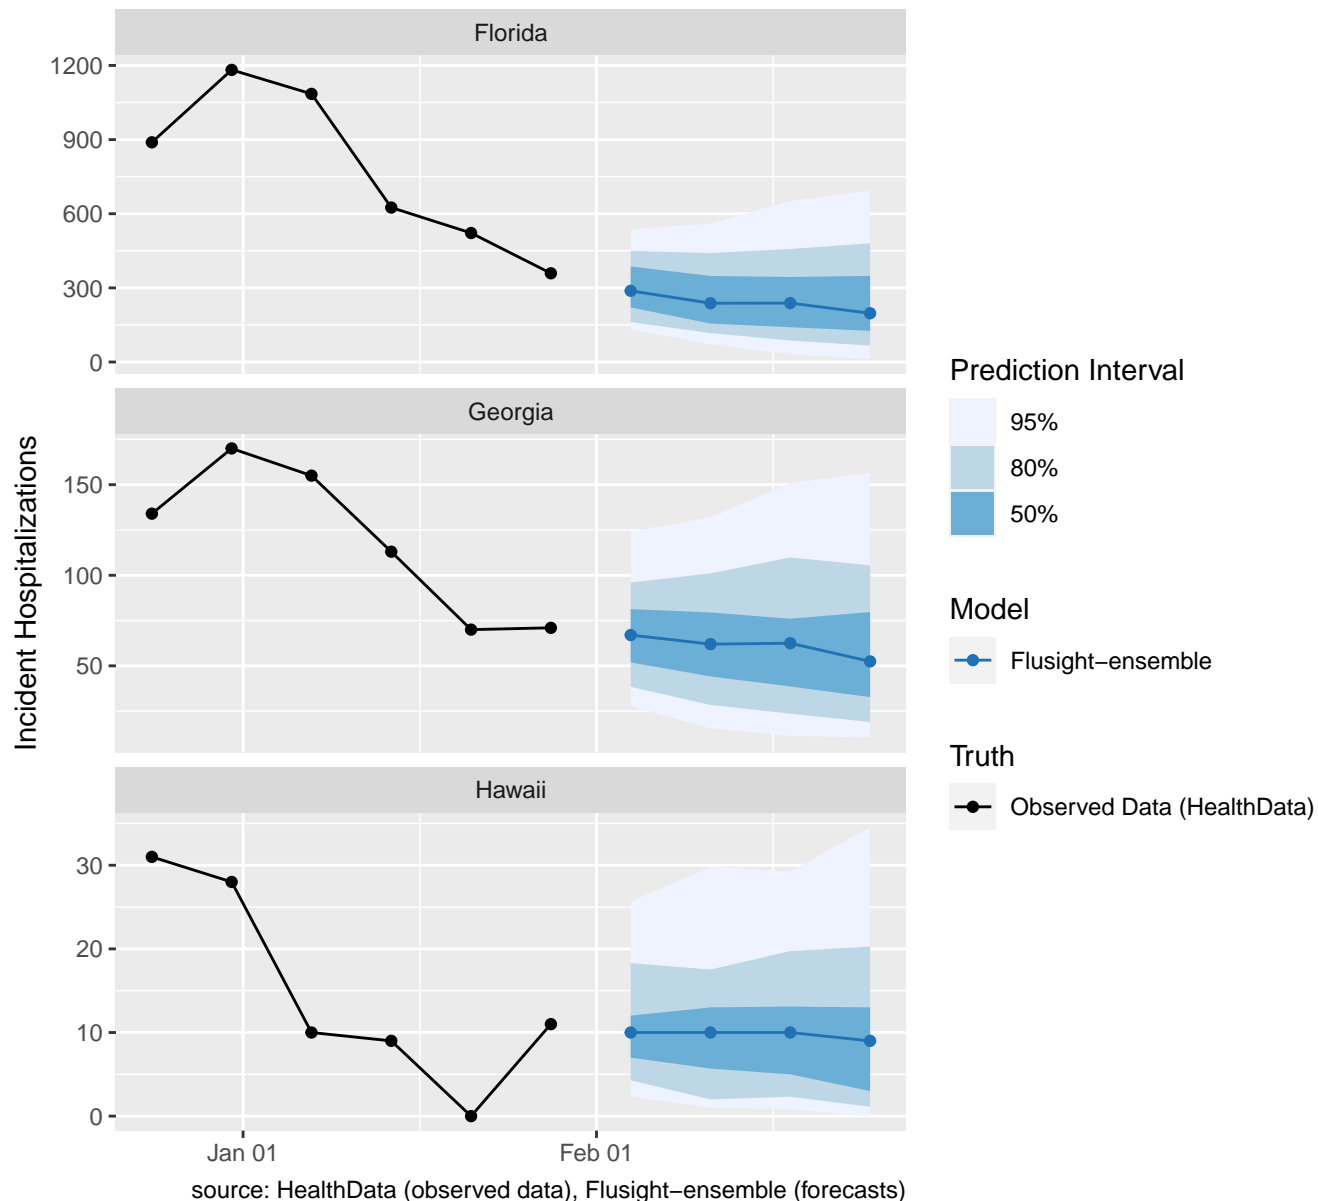 Florida
1200
900
600
300
0
Georgia
150
100
50
Hawaii
30
20
10
0
Incident Hospitalizations
Jan 01
Feb 01
source: HealthData (observed data), Flusight−ensemble (forecasts)
Prediction Interval
95%
80%
50%
Model
Flusight−ensemble
Truth
Observed Data (HealthData)